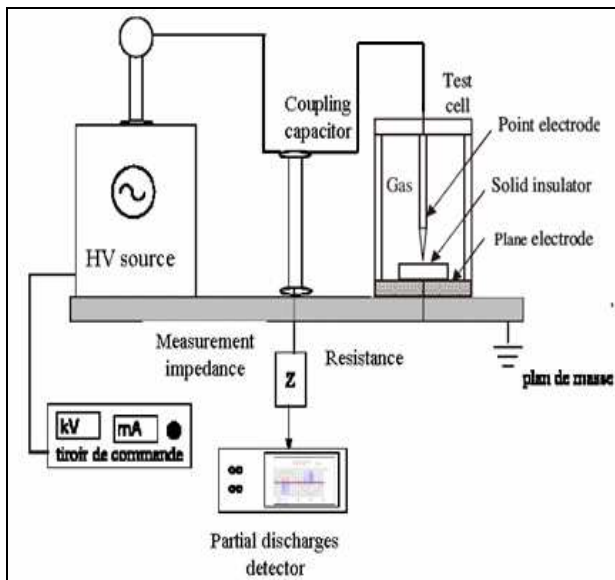 Test
cell
Coupling
capacitor
Point electrode
Gas
Solid insulator
Plane electrode
HV source
Measurement
impedance
Resistance
Z
plan de masse
kV
mA
tiroir de commande
Partial discharges
detector